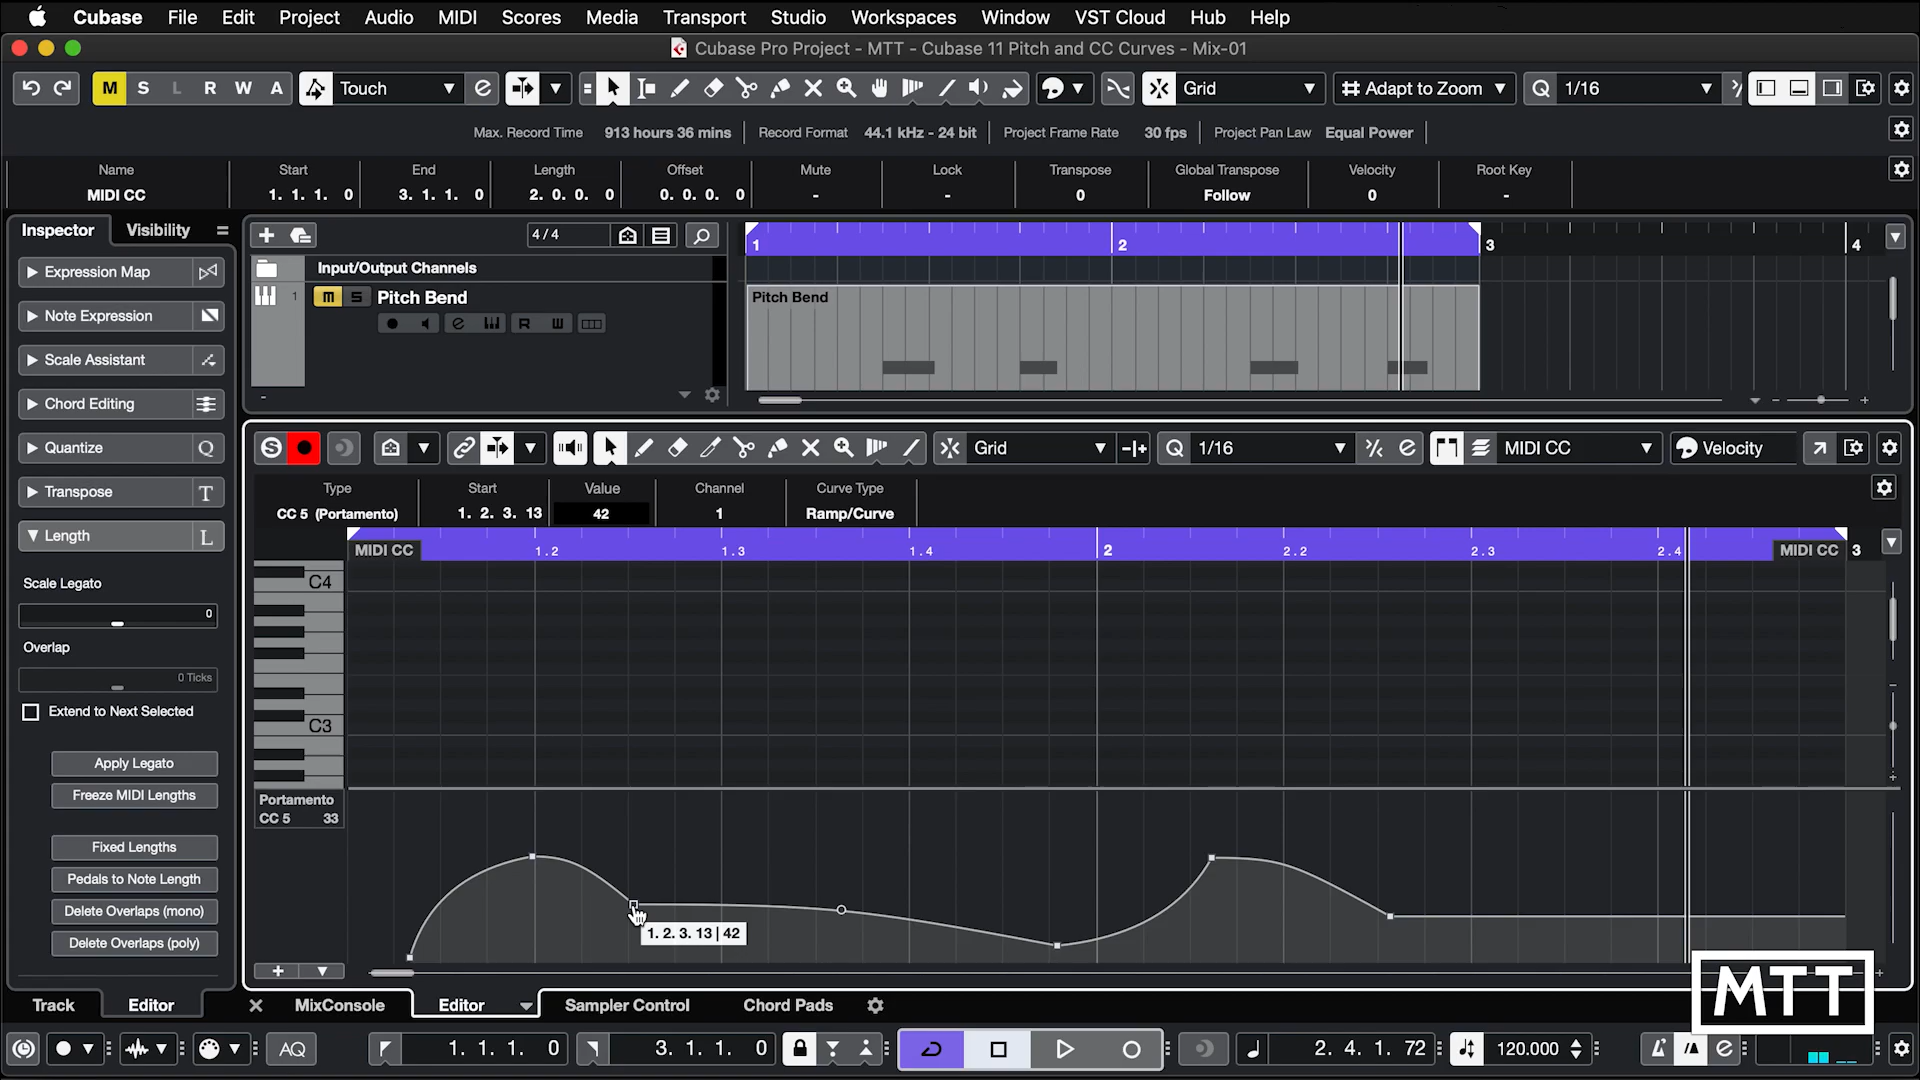 Cubase File Edit Project Audio MIDI Scores Media Transport Studio Workspaces Window VST Cloud Hub Help
Cubase Pro Project - MTT - Cubase 11 Pitch and CC Curves - Mix-01
M S L R W A Touch Grid Adapt to Zoom Q 1/16
Max. Record Time 913 hours 36 mins Record Format 44.1 kHz - 24 bit Project Frame Rate 30 fps Project Pan Law Equal Power
Name Start End Length Offset Mute Lock Transpose Global Transpose Velocity Root Key
MIDI CC 1. 1. 1. 0 3. 1. 1. 0 2. 0. 0. 0 0. 0. 0. 0 - - 0 Follow 0 -
Inspector Visibility
4/4
1 2 3 4
Input/Output Channels
1 m S Pitch Bend
R W
Pitch Bend
Expression Map
Note Expression
Scale Assistant
Chord Editing
Quantize Q
Transpose T
Length L
Scale Legato
0
Overlap
0 Ticks
Extend to Next Selected
Apply Legato
Freeze MIDI Lengths
Fixed Lengths
Pedals to Note Length
Delete Overlaps (mono)
Delete Overlaps (poly)
S Grid Q 1/16 MIDI CC Velocity
Type Start Value Channel Curve Type
CC 5 (Portamento) 1. 2. 3. 13 42 1 Ramp/Curve
MIDI CC 1.2 1.3 1.4 2 2.2 2.3 2.4 MIDI CC 3
C4
C3
Portamento
CC 5 33
1. 2. 3. 13 | 42
MTT
Track Editor MixConsole Editor Sampler Control Chord Pads
AQ 1. 1. 1. 0 3. 1. 1. 0 2. 4. 1. 72 120.000